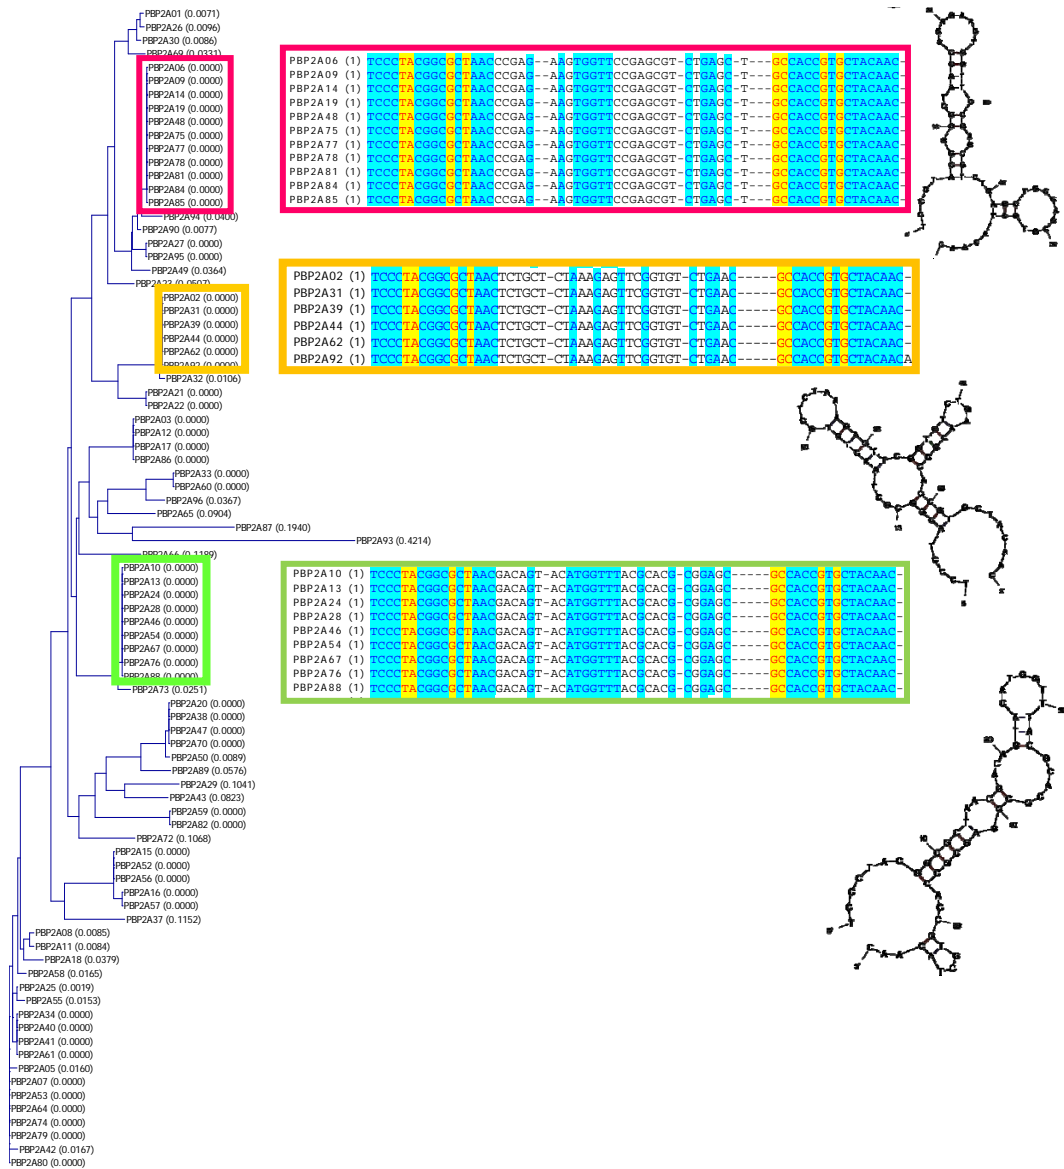 PBP2A01 (0.0071)
PBP2A26 (0.0096)
PBP2A30 (0.0086)
PBP2A69 (0.0331)
PBP2A06 (0.0000)
PBP2A09 (0.0000)
PBP2A14 (0.0000)
PBP2A19 (0.0000)
PBP2A48 (0.0000)
PBP2A75 (0.0000)
PBP2A77 (0.0000)
PBP2A78 (0.0000)
PBP2A81 (0.0000)
PBP2A84 (0.0000)
PBP2A85 (0.0000)
PBP2A94 (0.0400)
PBP2A90 (0.0077)
PBP2A27 (0.0000)
PBP2A95 (0.0000)
PBP2A49 (0.0364)
PBP2A23 (0.0507)
PBP2A02 (0.0000)
PBP2A31 (0.0000)
PBP2A39 (0.0000)
PBP2A44 (0.0000)
PBP2A62 (0.0000)
PBP2A92 (0.0000)
PBP2A32 (0.0106)
PBP2A21 (0.0000)
PBP2A22 (0.0000)
PBP2A03 (0.0000)
PBP2A12 (0.0000)
PBP2A17 (0.0000)
PBP2A86 (0.0000)
PBP2A33 (0.0000)
PBP2A60 (0.0000)
PBP2A96 (0.0367)
PBP2A65 (0.0904)
PBP2A87 (0.1940)
PBP2A93 (0.4214)
PBP2A66 (0.1189)
PBP2A10 (0.0000)
PBP2A13 (0.0000)
PBP2A24 (0.0000)
PBP2A28 (0.0000)
PBP2A46 (0.0000)
PBP2A54 (0.0000)
PBP2A67 (0.0000)
PBP2A76 (0.0000)
PBP2A88 (0.0000)
PBP2A73 (0.0251)
PBP2A20 (0.0000)
PBP2A38 (0.0000)
PBP2A47 (0.0000)
PBP2A70 (0.0000)
PBP2A50 (0.0089)
PBP2A89 (0.0576)
PBP2A29 (0.1041)
PBP2A43 (0.0823)
PBP2A59 (0.0000)
PBP2A82 (0.0000)
PBP2A72 (0.1068)
PBP2A15 (0.0000)
PBP2A52 (0.0000)
PBP2A56 (0.0000)
PBP2A16 (0.0000)
PBP2A57 (0.0000)
PBP2A37 (0.1152)
PBP2A08 (0.0085)
PBP2A11 (0.0084)
PBP2A18 (0.0379)
PBP2A58 (0.0165)
PBP2A25 (0.0019)
PBP2A55 (0.0153)
PBP2A34 (0.0000)
PBP2A40 (0.0000)
PBP2A41 (0.0000)
PBP2A61 (0.0000)
PBP2A05 (0.0160)
PBP2A07 (0.0000)
PBP2A53 (0.0000)
PBP2A64 (0.0000)
PBP2A74 (0.0000)
PBP2A79 (0.0000)
PBP2A42 (0.0167)
PBP2A80 (0.0000)
PBP2A06 (1) TCCCTACGGCGCTAACCCGAG--AAGTGGTTCCGAGCGT-CTGAGC-T---GCCACCGTGCTACAAC-
PBP2A09 (1) TCCCTACGGCGCTAACCCGAG--AAGTGGTTCCGAGCGT-CTGAGC-T---GCCACCGTGCTACAAC-
PBP2A14 (1) TCCCTACGGCGCTAACCCGAG--AAGTGGTTCCGAGCGT-CTGAGC-T---GCCACCGTGCTACAAC-
PBP2A19 (1) TCCCTACGGCGCTAACCCGAG--AAGTGGTTCCGAGCGT-CTGAGC-T---GCCACCGTGCTACAAC-
PBP2A48 (1) TCCCTACGGCGCTAACCCGAG--AAGTGGTTCCGAGCGT-CTGAGC-T---GCCACCGTGCTACAAC-
PBP2A75 (1) TCCCTACGGCGCTAACCCGAG--AAGTGGTTCCGAGCGT-CTGAGC-T---GCCACCGTGCTACAAC-
PBP2A77 (1) TCCCTACGGCGCTAACCCGAG--AAGTGGTTCCGAGCGT-CTGAGC-T---GCCACCGTGCTACAAC-
PBP2A78 (1) TCCCTACGGCGCTAACCCGAG--AAGTGGTTCCGAGCGT-CTGAGC-T---GCCACCGTGCTACAAC-
PBP2A81 (1) TCCCTACGGCGCTAACCCGAG--AAGTGGTTCCGAGCGT-CTGAGC-T---GCCACCGTGCTACAAC-
PBP2A84 (1) TCCCTACGGCGCTAACCCGAG--AAGTGGTTCCGAGCGT-CTGAGC-T---GCCACCGTGCTACAAC-
PBP2A85 (1) TCCCTACGGCGCTAACCCGAG--AAGTGGTTCCGAGCGT-CTGAGC-T---GCCACCGTGCTACAAC-
PBP2A02 (1) TCCCTACGGCGCTAACTCTGCT-CTAAAGAGTTCGGTGT-CTGAAC-----GCCACCGTGCTACAAC-
PBP2A31 (1) TCCCTACGGCGCTAACTCTGCT-CTAAAGAGTTCGGTGT-CTGAAC-----GCCACCGTGCTACAAC-
PBP2A39 (1) TCCCTACGGCGCTAACTCTGCT-CTAAAGAGTTCGGTGT-CTGAAC-----GCCACCGTGCTACAAC-
PBP2A44 (1) TCCCTACGGCGCTAACTCTGCT-CTAAAGAGTTCGGTGT-CTGAAC-----GCCACCGTGCTACAAC-
PBP2A62 (1) TCCCTACGGCGCTAACTCTGCT-CTAAAGAGTTCGGTGT-CTGAAC-----GCCACCGTGCTACAAC-
PBP2A92 (1) TCCCTACGGCGCTAACTCTGCT-CTAAAGAGTTCGGTGT-CTGAAC-----GCCACCGTGCTACAACA
PBP2A10 (1) TCCCTACGGCGCTAACGACAGT-ACATGGTTTACGCACG-CGGAGC-----GCCACCGTGCTACAAC-
PBP2A13 (1) TCCCTACGGCGCTAACGACAGT-ACATGGTTTACGCACG-CGGAGC-----GCCACCGTGCTACAAC-
PBP2A24 (1) TCCCTACGGCGCTAACGACAGT-ACATGGTTTACGCACG-CGGAGC-----GCCACCGTGCTACAAC-
PBP2A28 (1) TCCCTACGGCGCTAACGACAGT-ACATGGTTTACGCACG-CGGAGC-----GCCACCGTGCTACAAC-
PBP2A46 (1) TCCCTACGGCGCTAACGACAGT-ACATGGTTTACGCACG-CGGAGC-----GCCACCGTGCTACAAC-
PBP2A54 (1) TCCCTACGGCGCTAACGACAGT-ACATGGTTTACGCACG-CGGAGC-----GCCACCGTGCTACAAC-
PBP2A67 (1) TCCCTACGGCGCTAACGACAGT-ACATGGTTTACGCACG-CGGAGC-----GCCACCGTGCTACAAC-
PBP2A76 (1) TCCCTACGGCGCTAACGACAGT-ACATGGTTTACGCACG-CGGAGC-----GCCACCGTGCTACAAC-
PBP2A88 (1) TCCCTACGGCGCTAACGACAGT-ACATGGTTTACGCACG-CGGAGC-----GCCACCGTGCTACAAC-